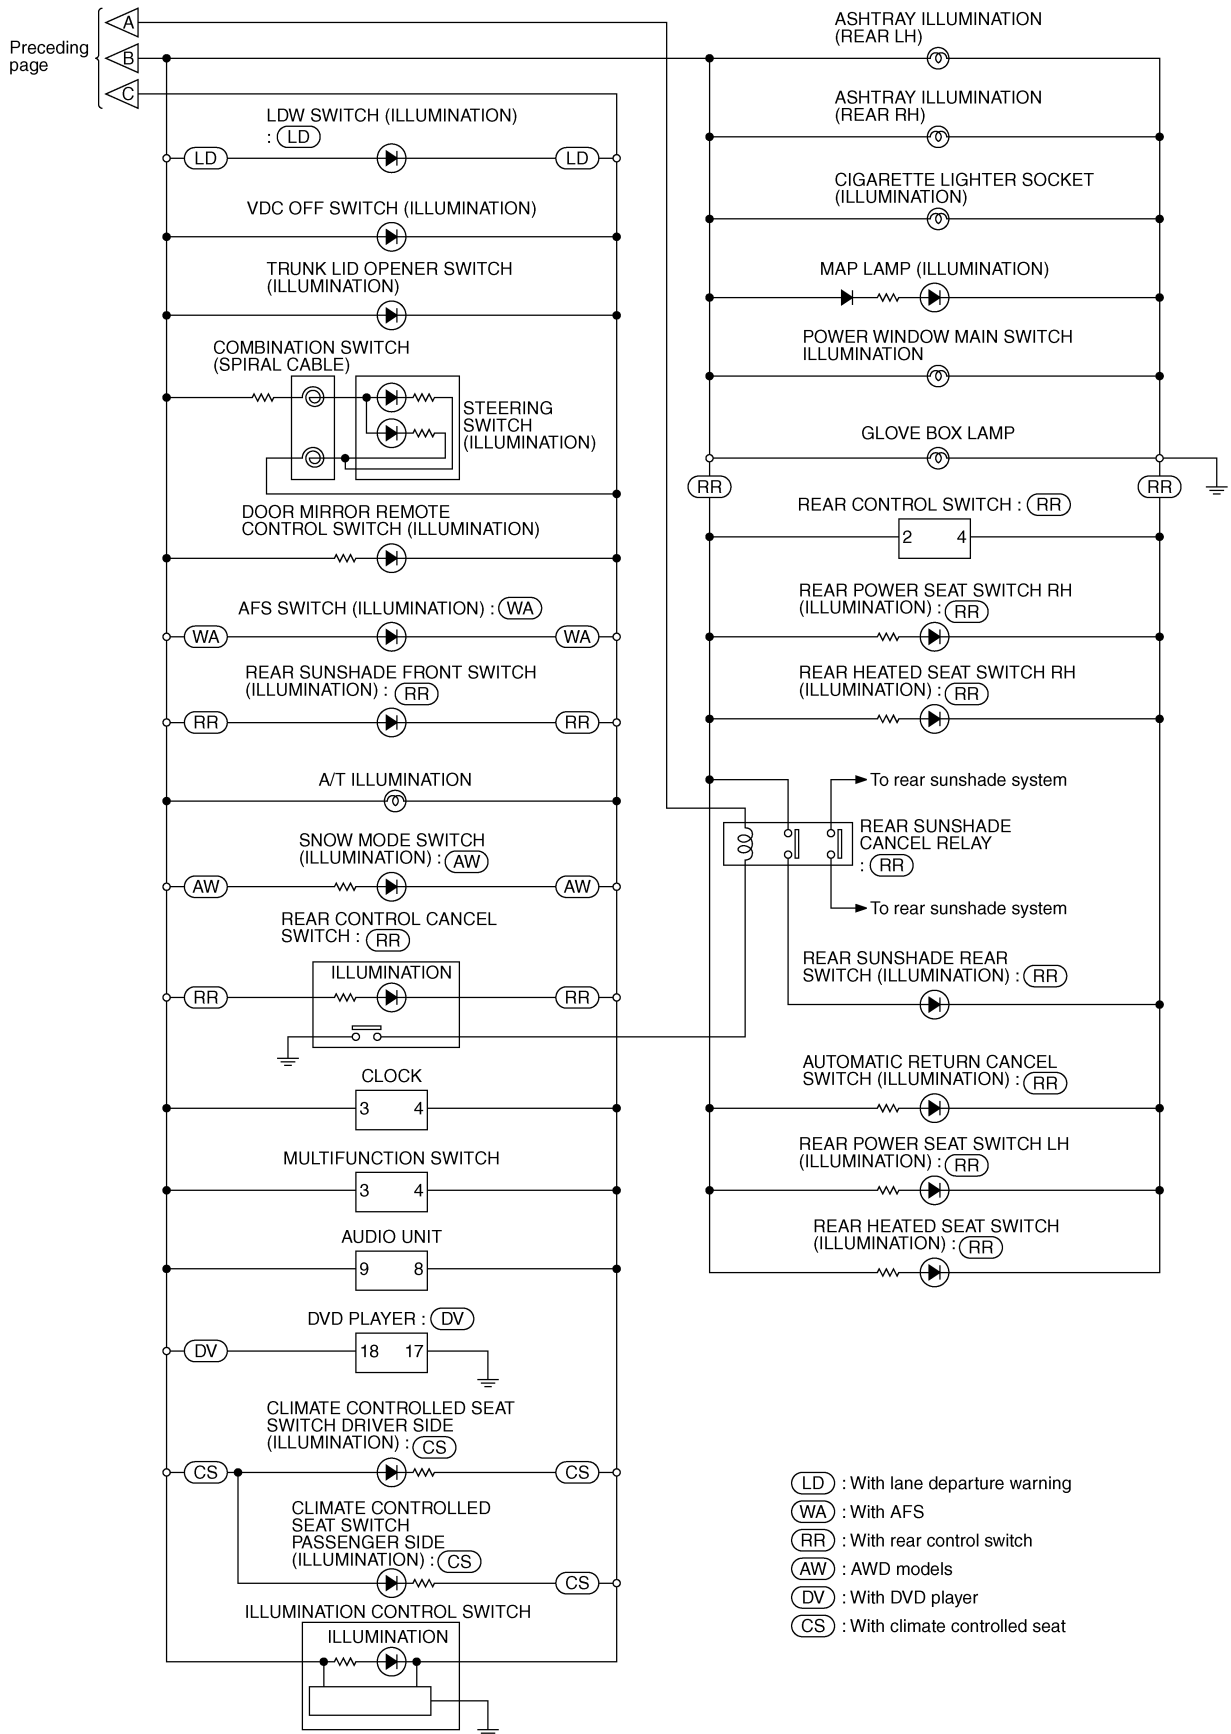 Preceding
page
A
B
C
LDW SWITCH (ILLUMINATION)
: LD
LD
LD
VDC OFF SWITCH (ILLUMINATION)
TRUNK LID OPENER SWITCH
(ILLUMINATION)
COMBINATION SWITCH
(SPIRAL CABLE)
STEERING
SWITCH
(ILLUMINATION)
DOOR MIRROR REMOTE
CONTROL SWITCH (ILLUMINATION)
AFS SWITCH (ILLUMINATION) : WA
WA
WA
REAR SUNSHADE FRONT SWITCH
(ILLUMINATION) : RR
RR
RR
A/T ILLUMINATION
SNOW MODE SWITCH
(ILLUMINATION) : AW
AW
AW
REAR CONTROL CANCEL
SWITCH : RR
ILLUMINATION
RR
RR
CLOCK
3 4
MULTIFUNCTION SWITCH
3 4
AUDIO UNIT
9 8
DVD PLAYER : DV
DV
18 17
CLIMATE CONTROLLED SEAT
SWITCH DRIVER SIDE
(ILLUMINATION) : CS
CS
CS
CLIMATE CONTROLLED
SEAT SWITCH
PASSENGER SIDE
(ILLUMINATION) : CS
CS
ILLUMINATION CONTROL SWITCH
ILLUMINATION
ASHTRAY ILLUMINATION
(REAR LH)
ASHTRAY ILLUMINATION
(REAR RH)
CIGARETTE LIGHTER SOCKET
(ILLUMINATION)
MAP LAMP (ILLUMINATION)
POWER WINDOW MAIN SWITCH
ILLUMINATION
GLOVE BOX LAMP
RR
RR
REAR CONTROL SWITCH : RR
2 4
REAR POWER SEAT SWITCH RH
(ILLUMINATION) : RR
REAR HEATED SEAT SWITCH RH
(ILLUMINATION) : RR
To rear sunshade system
REAR SUNSHADE
CANCEL RELAY
: RR
To rear sunshade system
REAR SUNSHADE REAR
SWITCH (ILLUMINATION) : RR
AUTOMATIC RETURN CANCEL
SWITCH (ILLUMINATION) : RR
REAR POWER SEAT SWITCH LH
(ILLUMINATION) : RR
REAR HEATED SEAT SWITCH
(ILLUMINATION) : RR
LD : With lane departure warning
WA : With AFS
RR : With rear control switch
AW : AWD models
DV : With DVD player
CS : With climate controlled seat